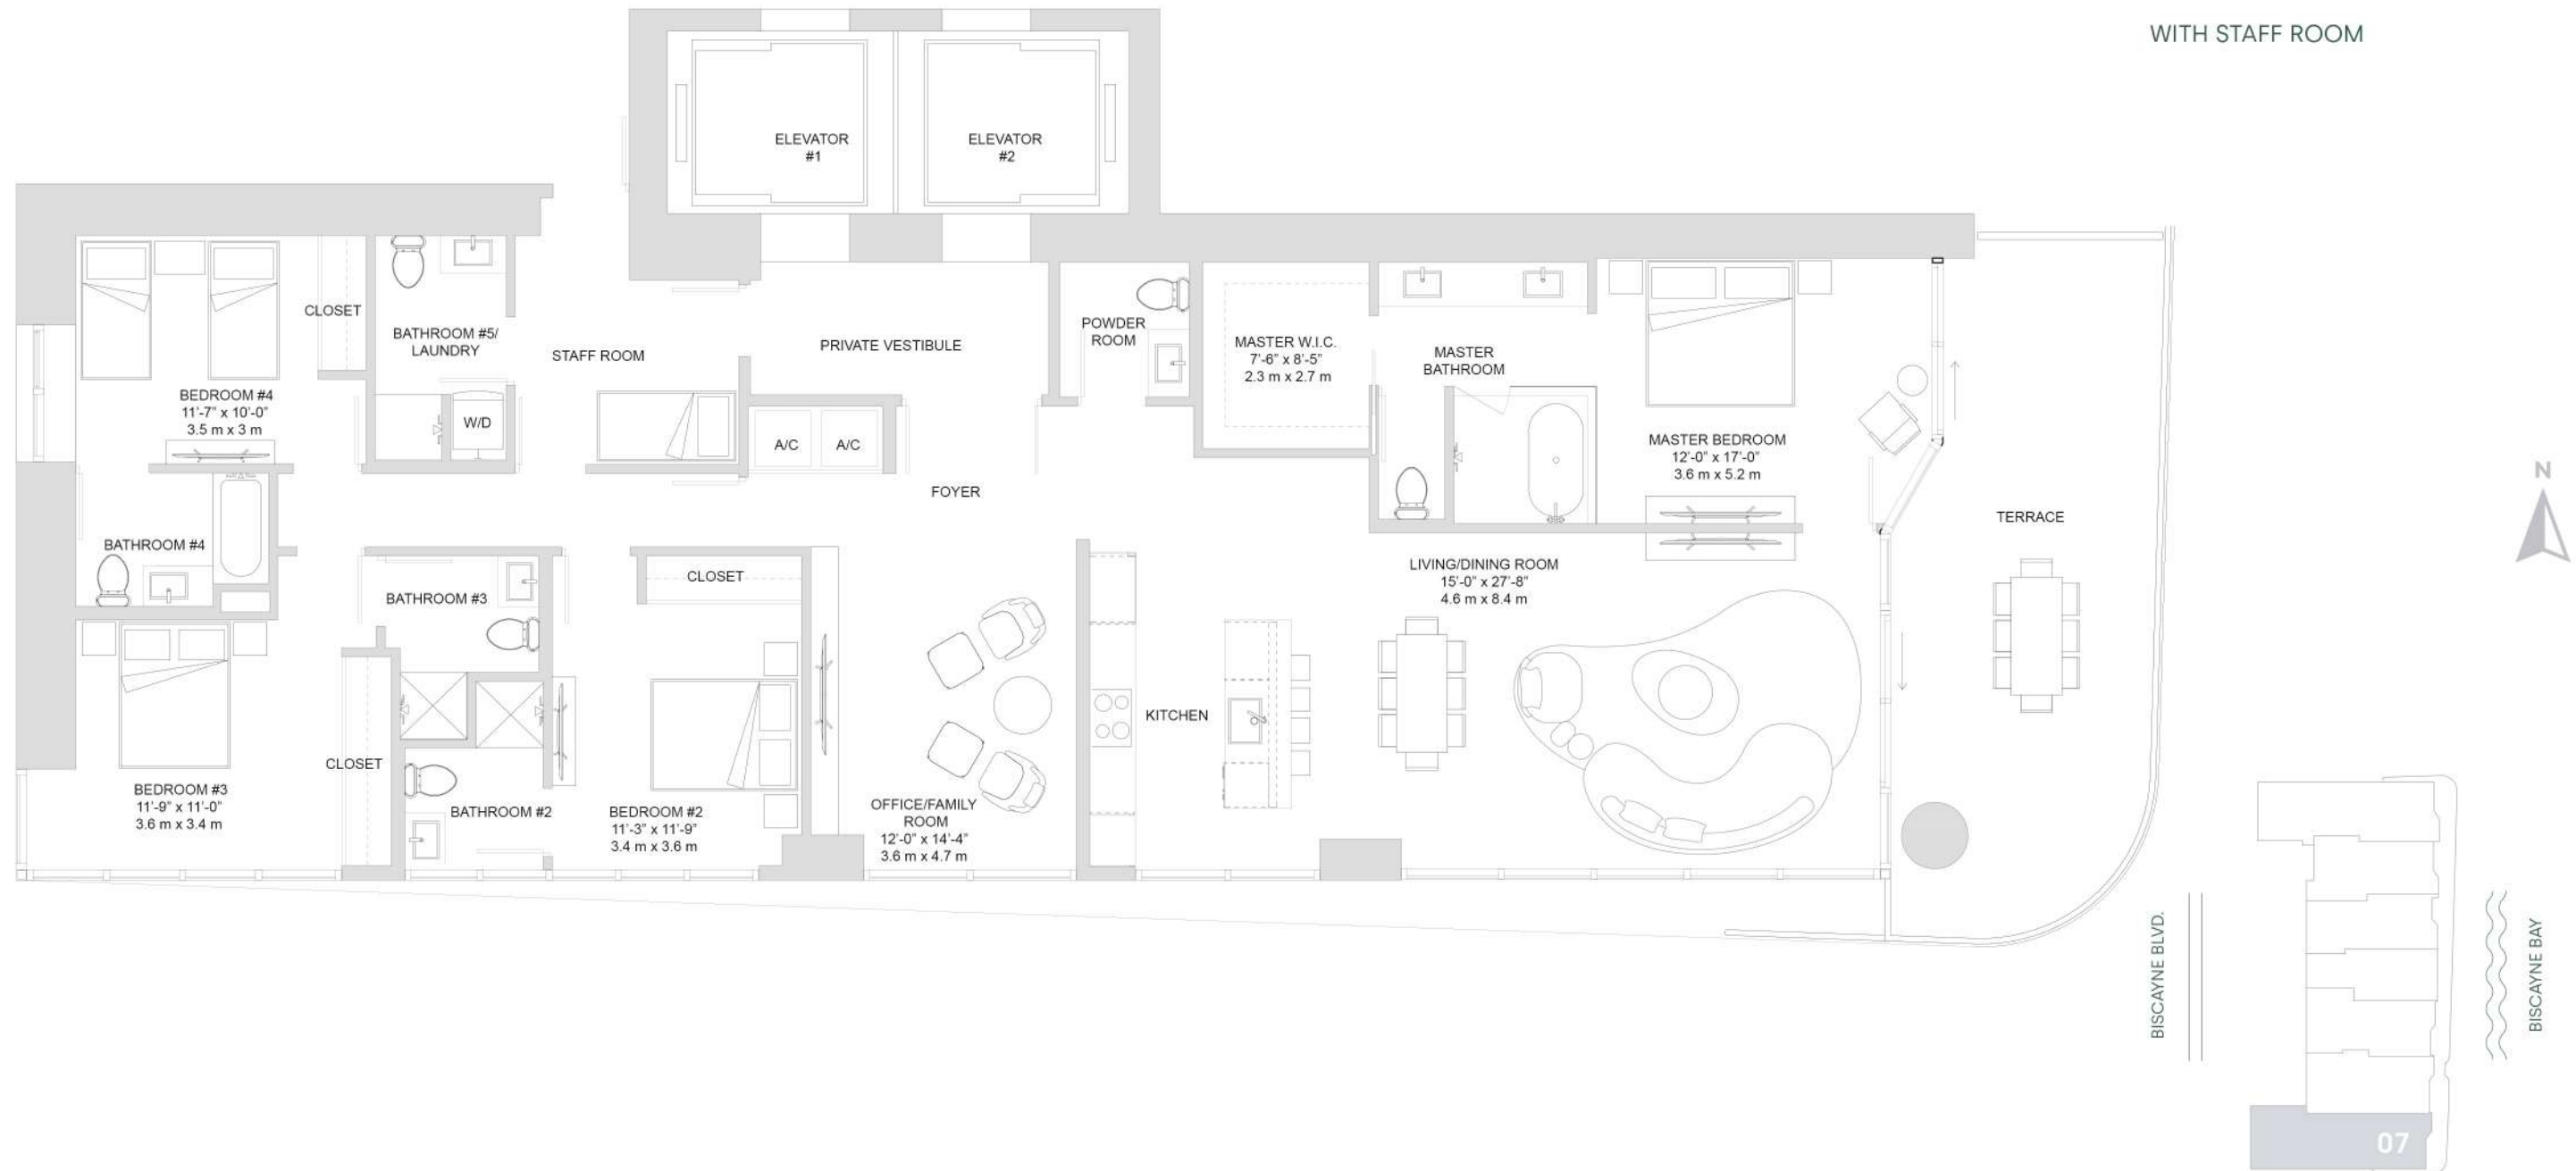 WITH STAFF ROOM
ELEVATOR
#1
ELEVATOR
#2
CLOSET
BATHROOM #5/
LAUNDRY
STAFF ROOM
PRIVATE VESTIBULE
POWDER
ROOM
MASTER W.I.C.
7'-6" x 8'-5"
2.3 m x 2.7 m
MASTER
BATHROOM
BEDROOM #4
11'-7" x 10'-0"
3.5 m x 3 m
W/D
A/C
A/C
MASTER BEDROOM
12'-0" x 17'-0"
3.6 m x 5.2 m
FOYER
TERRACE
N
BATHROOM #4
BATHROOM #3
CLOSET
LIVING/DINING ROOM
15'-0" x 27'-8"
4.6 m x 8.4 m
KITCHEN
CLOSET
BEDROOM #3
11'-9" x 11'-0"
3.6 m x 3.4 m
BATHROOM #2
BEDROOM #2
11'-3" x 11'-9"
3.4 m x 3.6 m
OFFICE/FAMILY
ROOM
12'-0" x 14'-4"
3.6 m x 4.7 m
BISCAYNE BLVD.
BISCAYNE BAY
07